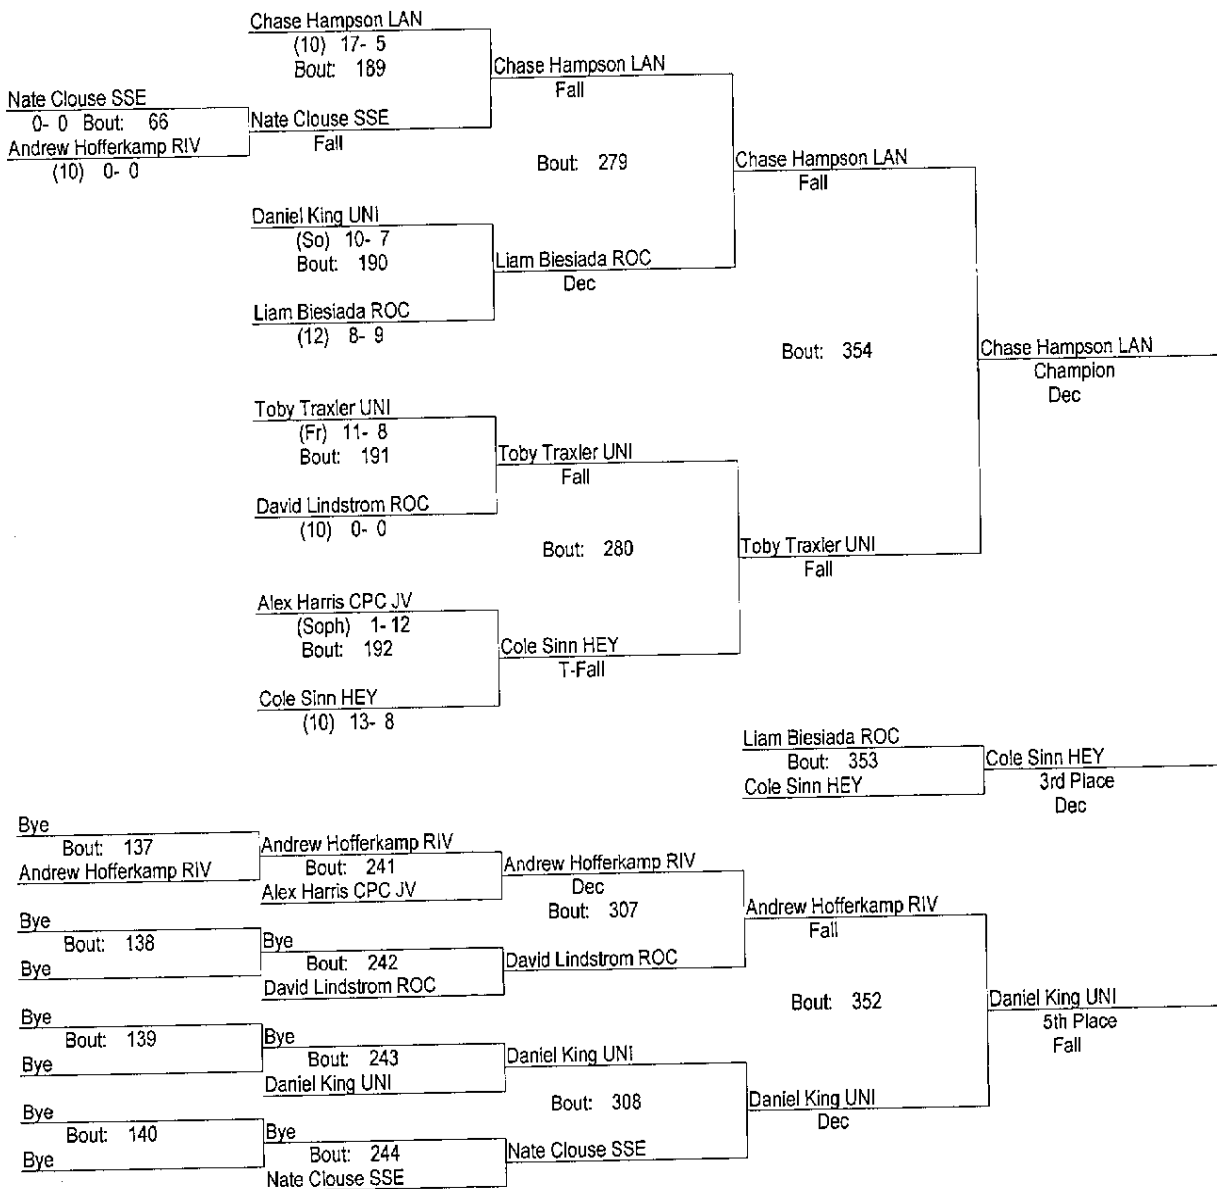 Chase Hampson LAN
(10) 17- 5
Bout: 189
Chase Hampson LAN
Fall
Nate Clouse SSE
0- 0 Bout: 66
Andrew Hofferkamp RIV
(10) 0- 0
Nate Clouse SSE
Fall
Bout: 279
Chase Hampson LAN
Fall
Daniel King UNI
(So) 10- 7
Bout: 190
Liam Biesiada ROC
Dec
Liam Biesiada ROC
(12) 8- 9
Bout: 354
Chase Hampson LAN
Champion
Dec
Toby Traxler UNI
(Fr) 11- 8
Bout: 191
Toby Traxler UNI
Fall
David Lindstrom ROC
(10) 0- 0
Bout: 280
Toby Traxler UNI
Fall
Alex Harris CPC JV
(Soph) 1- 12
Bout: 192
Cole Sinn HEY
T-Fall
Cole Sinn HEY
(10) 13- 8
Liam Biesiada ROC
Bout: 353
Cole Sinn HEY
Cole Sinn HEY
3rd Place
Dec
Bye
Bout: 137
Andrew Hofferkamp RIV
Andrew Hofferkamp RIV
Bout: 241
Alex Harris CPC JV
Andrew Hofferkamp RIV
Dec
Bout: 307
Andrew Hofferkamp RIV
Fall
Bye
Bout: 138
Bye
Bye
Bout: 242
David Lindstrom ROC
David Lindstrom ROC
Bout: 352
Daniel King UNI
5th Place
Fall
Bye
Bout: 139
Bye
Bye
Bout: 243
Daniel King UNI
Daniel King UNI
Bout: 308
Daniel King UNI
Dec
Bye
Bout: 140
Bye
Bye
Bout: 244
Nate Clouse SSE
Nate Clouse SSE